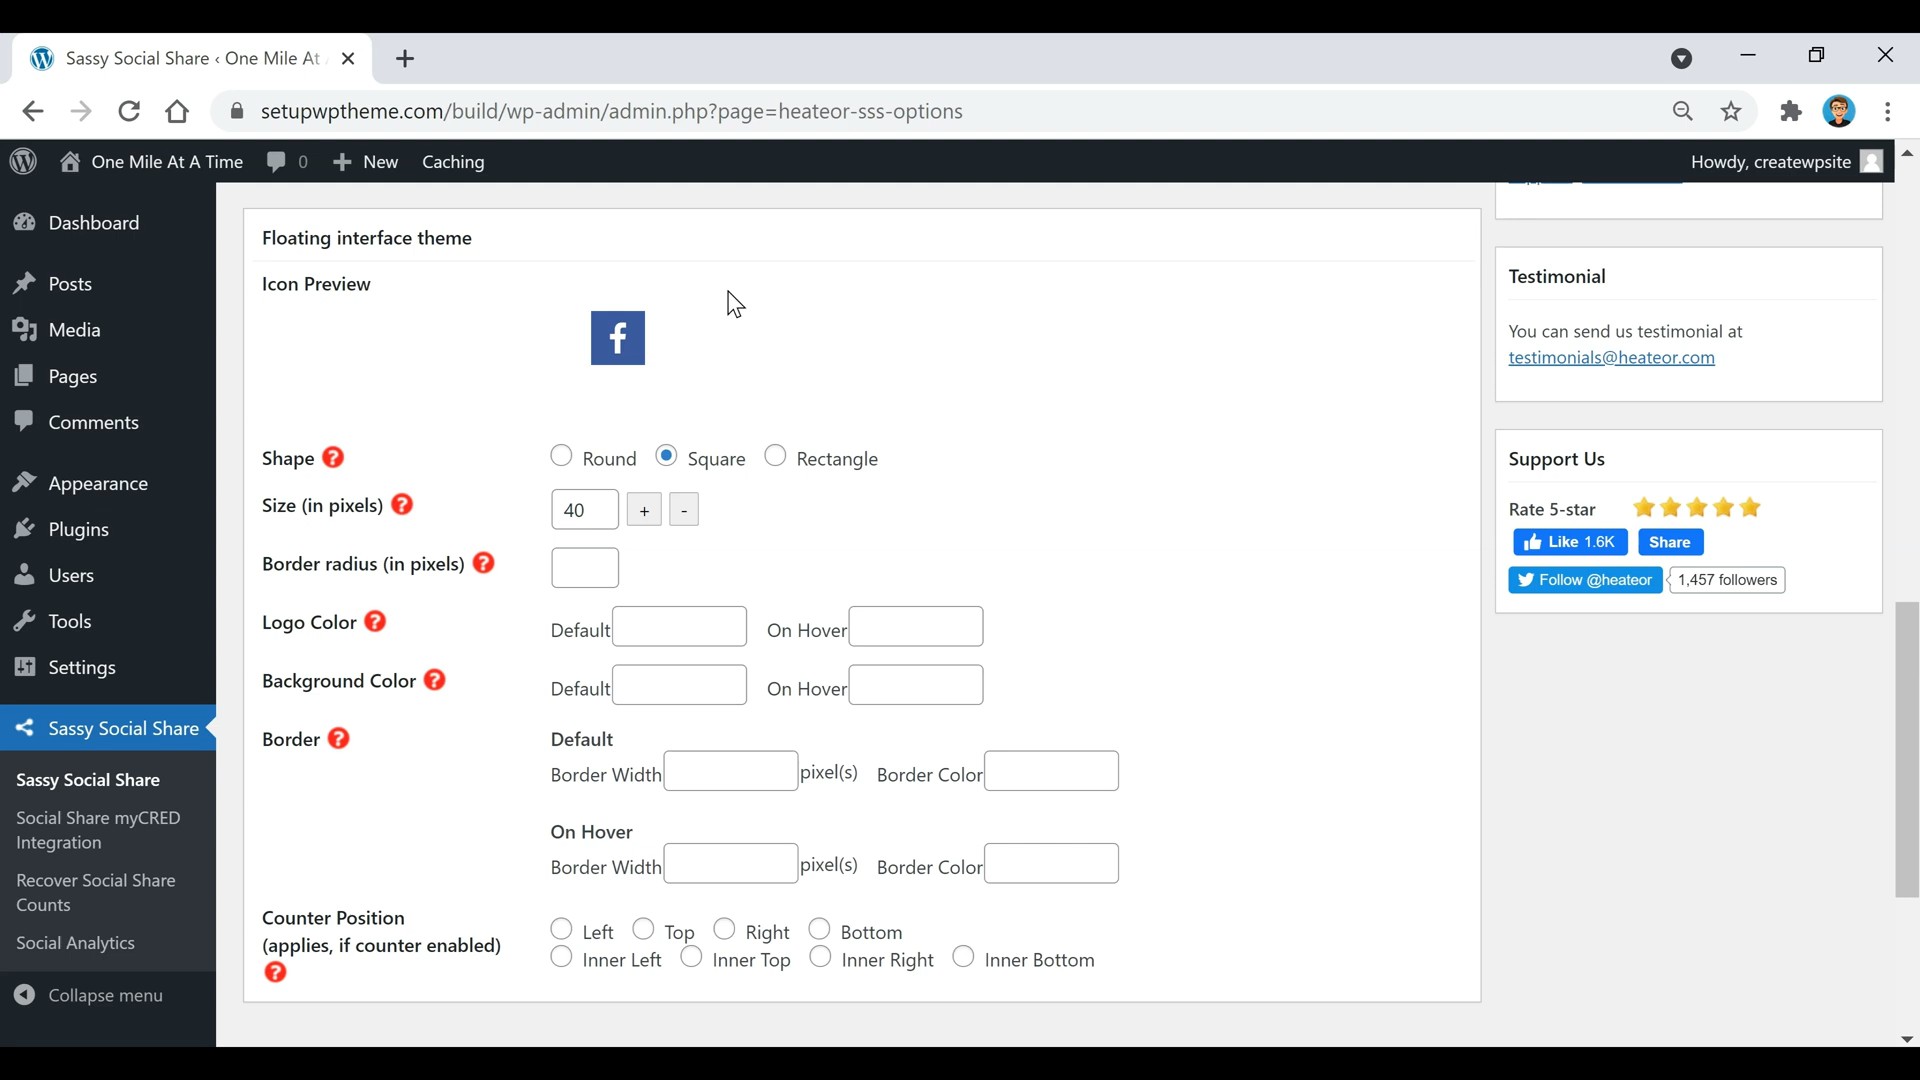 Sassy Social Share ‹ One Mile At
setupwptheme.com/build/wp-admin/admin.php?page=heateor-sss-options
One Mile At A Time 0 + New Caching Howdy, createwpsite
Dashboard
Posts
Media
Pages
Comments
Appearance
Plugins
Users
Tools
Settings
Sassy Social Share
Sassy Social Share
Social Share myCRED
Integration
Recover Social Share
Counts
Social Analytics
Collapse menu
Floating interface theme
Icon Preview
f
Shape ? Round Square Rectangle
Size (in pixels) ? 40 + -
Border radius (in pixels) ?
Logo Color ? Default On Hover
Background Color ? Default On Hover
Border ? Default
Border Width pixel(s) Border Color
On Hover
Border Width pixel(s) Border Color
Counter Position
(applies, if counter enabled)
?
Left Top Right Bottom
Inner Left Inner Top Inner Right Inner Bottom
Testimonial
You can send us testimonial at
testimonials@heateor.com
Support Us
Rate 5-star
Like 1.6K Share
Follow @heateor 1,457 followers